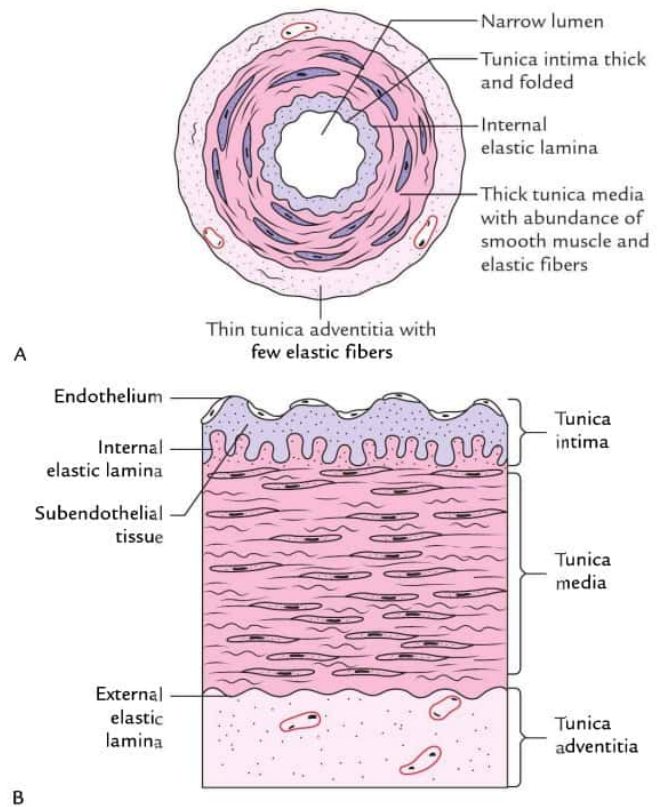 Narrow lumen
Tunica intima thick
and folded
Internal
elastic lamina
Thick tunica media
with abundance of
smooth muscle and
elastic fibers
Thin tunica adventitia with
few elastic fibers
A
Endothelium
Internal
elastic lamina
Subendothelial
tissue
External
elastic
lamina
Tunica
intima
Tunica
media
Tunica
adventitia
B